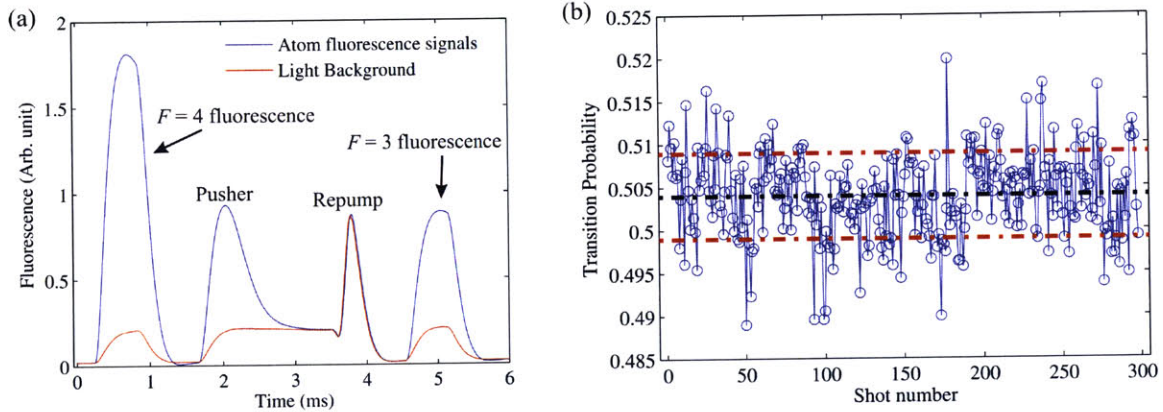 (a)
2
1.5
1
0.5
0
Fluorescence (Arb. unit)
Atom fluorescence signals
Light Background
F = 4 fluorescence
F = 3 fluorescence
Pusher
Repump
0 1 2 3 4 5 6
Time (ms)
(b)
0.525
0.52
0.515
0.51
0.505
0.5
0.495
0.49
0.485
Transition Probability
0 50 100 150 200 250 300
Shot number